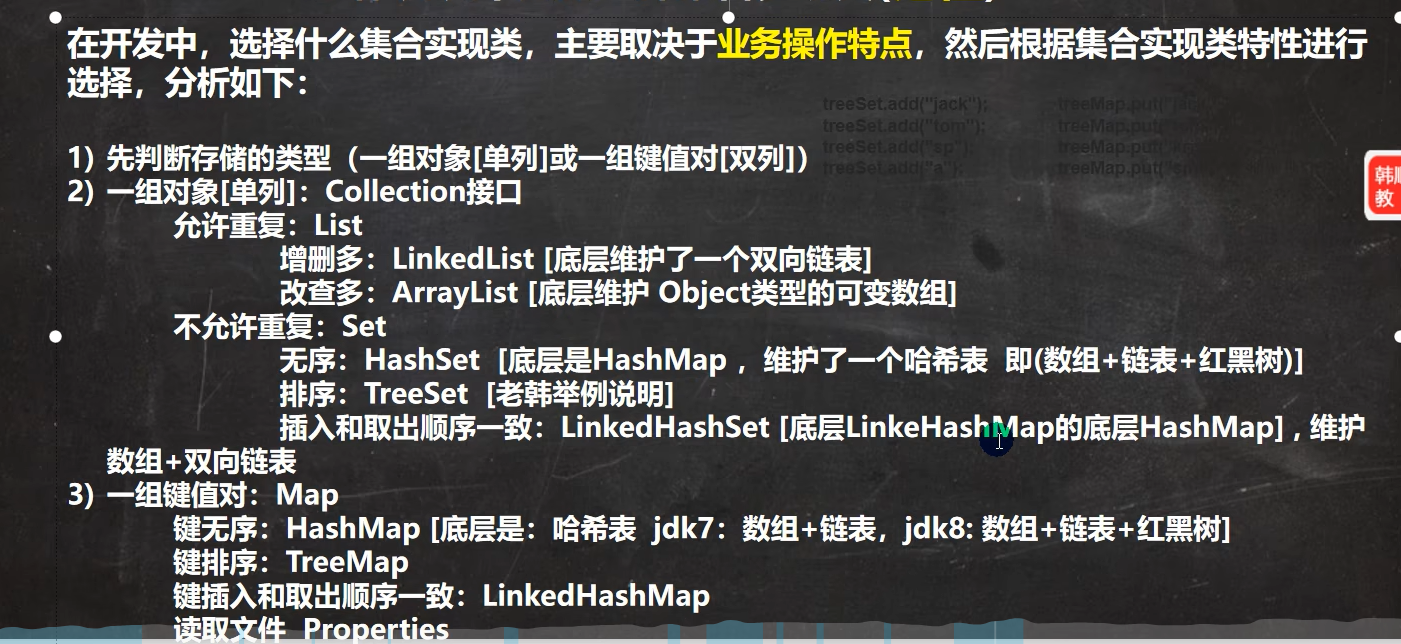 在开发中，选择什么集合实现类，主要取决于业务操作特点，然后根据集合实现类特性进行
选择，分析如下：
treeSet.add("jack");
treeSet.add("tom");
treeSet.add("sp");
treeSet.add("a");
1) 先判断存储的类型（一组对象[单列]或一组键值对[双列]）
2) 一组对象[单列]：Collection接口
允许重复：List
增删多：LinkedList [底层维护了一个双向链表]
改查多：ArrayList [底层维护 Object类型的可变数组]
不允许重复：Set
无序：HashSet [底层是HashMap ，维护了一个哈希表 即(数组+链表+红黑树)]
排序：TreeSet [老韩举例说明]
插入和取出顺序一致：LinkedHashSet [底层LinkeHashMap的底层HashMap] , 维护
数组+双向链表
3) 一组键值对：Map
键无序：HashMap [底层是：哈希表 jdk7：数组+链表，jdk8: 数组+链表+红黑树]
键排序：TreeMap
键插入和取出顺序一致：LinkedHashMap
读取文件 Properties
韩顺
教